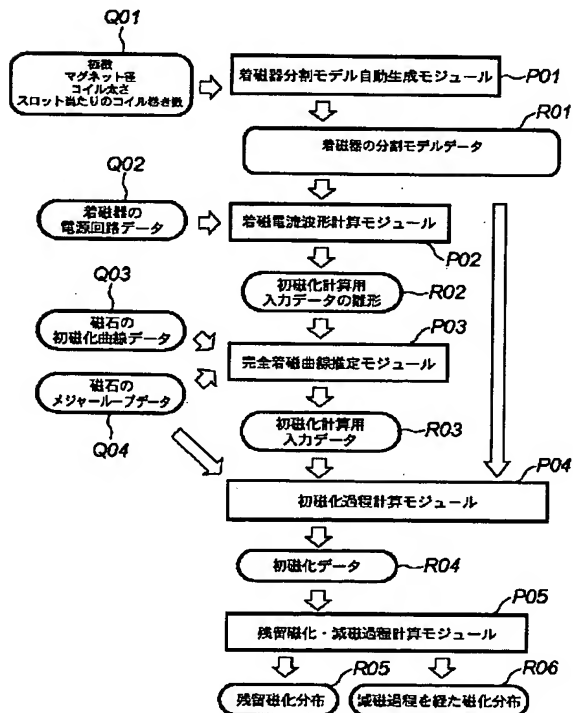 Q01
極数
マグネット径
コイル太さ
スロット当たりのコイル巻き数
着磁器分割モデル自動生成モジュール
P01
R01
着磁器の分割モデルデータ
Q02
着磁器の
電源回路データ
着磁電流波形計算モジュール
P02
初磁化計算用
入力データの雛形
R02
Q03
磁石の
初磁化曲線データ
P03
完全着磁曲線推定モジュール
磁石の
メジャーループデータ
Q04
初磁化計算用
入力データ
R03
P04
初磁化過程計算モジュール
初磁化データ
R04
P05
残留磁化・減磁過程計算モジュール
R05
残留磁化分布
R06
減磁過程を経た磁化分布